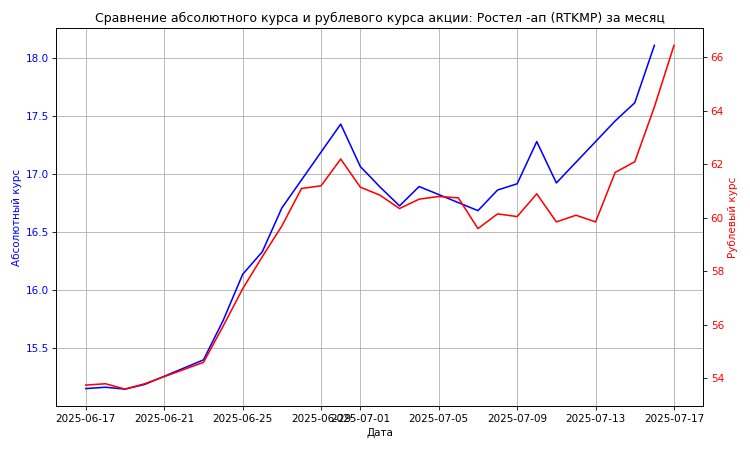 Сравнение абсолютного курса и рублевого курса акции: Ростел -ап (RTKMP) за месяц
18.0
17.5
17.0
16.5
16.0
15.5
Абсолютный курс
66
64
62
60
58
56
54
Рублевый курс
2025-06-17 2025-06-21 2025-06-25 2025-06-29 2025-07-01 2025-07-05 2025-07-09 2025-07-13 2025-07-17
Дата